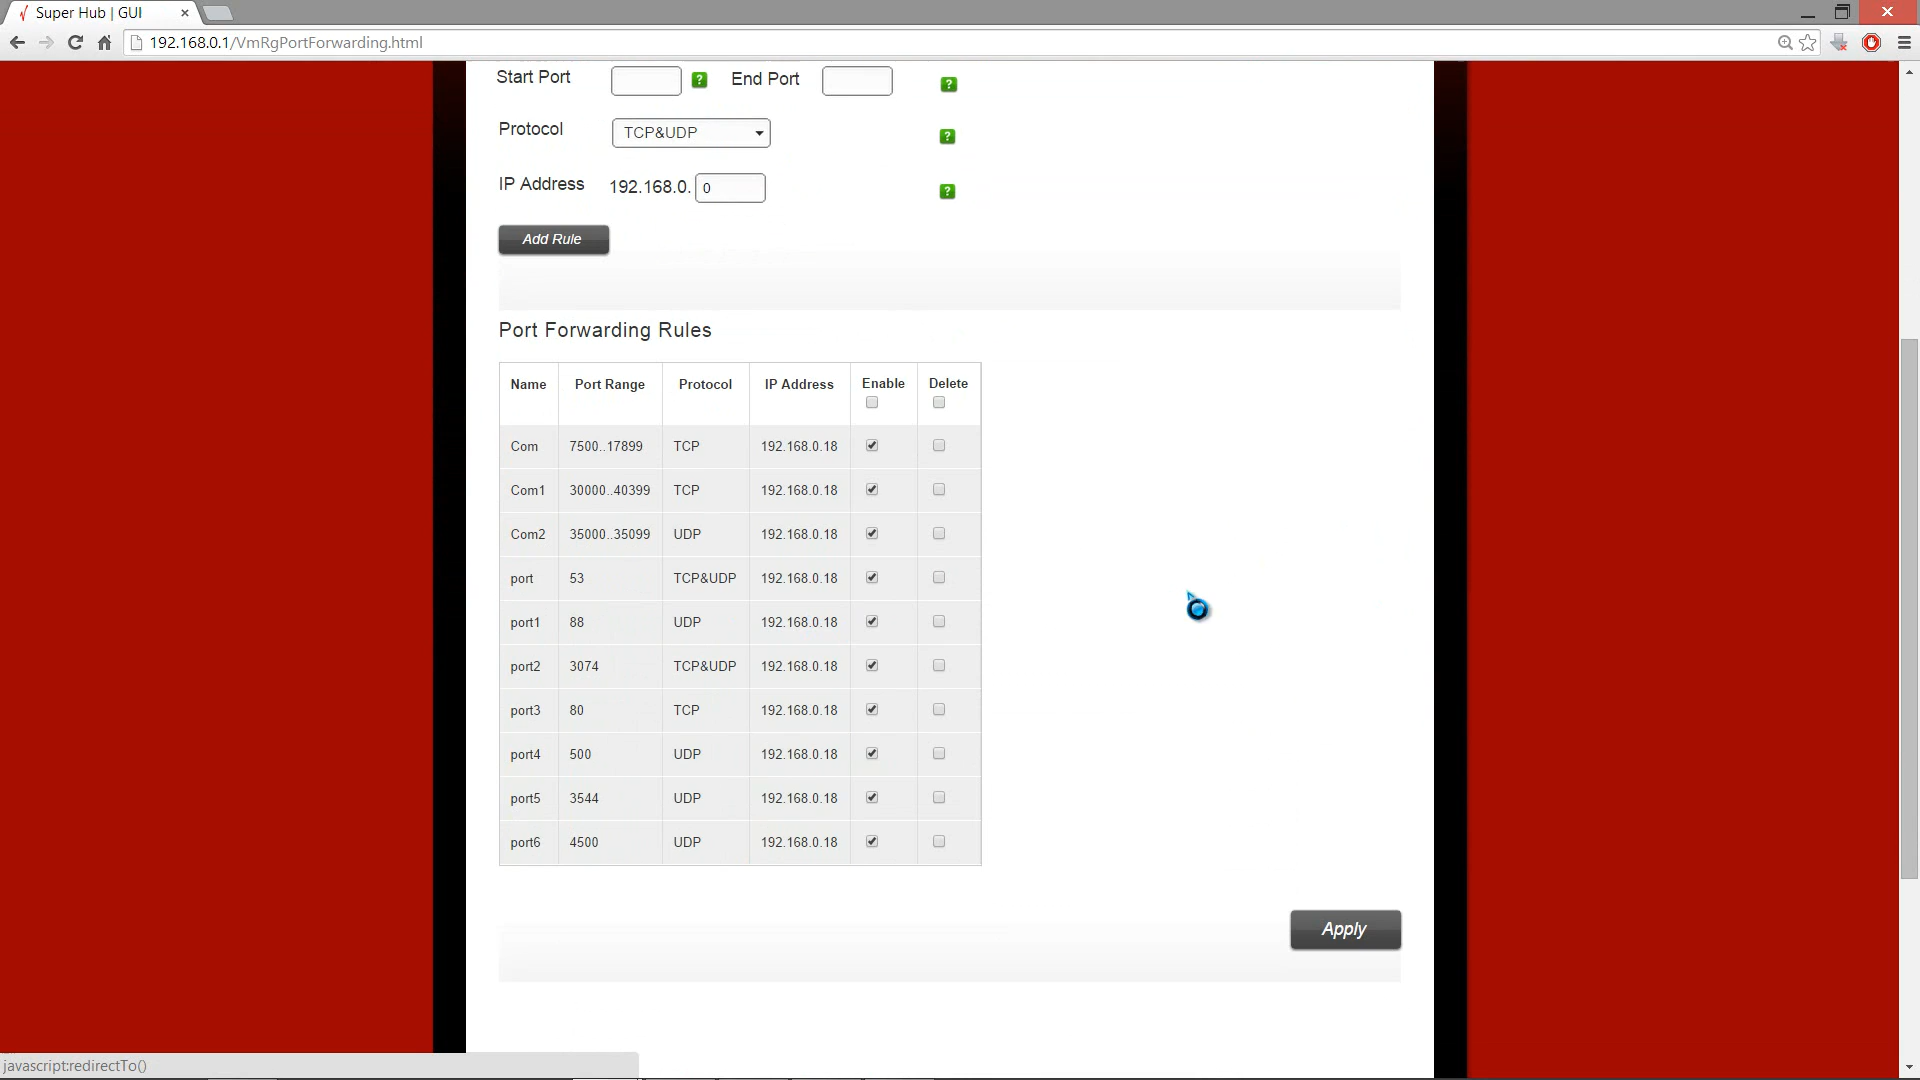 Super Hub | GUI
192.168.0.1/VmRgPortForwarding.html
Start Port ? End Port ?
Protocol TCP&UDP ?
IP Address 192.168.0. 0 ?
Add Rule
Port Forwarding Rules
Name Port Range Protocol IP Address Enable Delete
Com 7500..17899 TCP 192.168.0.18
Com1 30000..40399 TCP 192.168.0.18
Com2 35000..35099 UDP 192.168.0.18
port 53 TCP&UDP 192.168.0.18
port1 88 UDP 192.168.0.18
port2 3074 TCP&UDP 192.168.0.18
port3 80 TCP 192.168.0.18
port4 500 UDP 192.168.0.18
port5 3544 UDP 192.168.0.18
port6 4500 UDP 192.168.0.18
Apply
javascript:redirectTo()